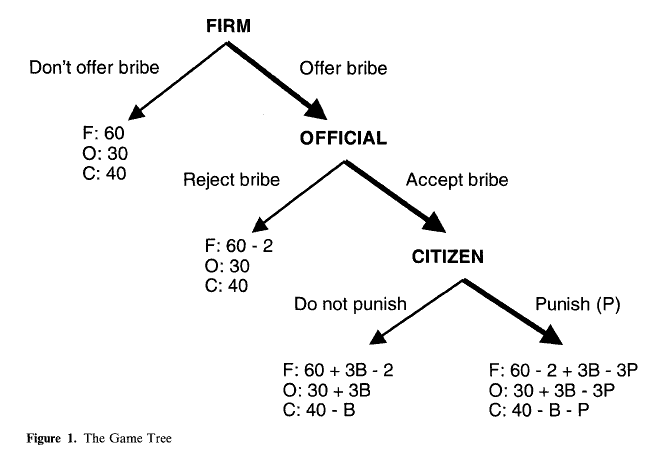 FIRM
Don't offer bribe
Offer bribe
F: 60
O: 30
C: 40
OFFICIAL
Reject bribe
Accept bribe
F: 60 - 2
O: 30
C: 40
CITIZEN
Do not punish
Punish (P)
F: 60 + 3B - 2
O: 30 + 3B
C: 40 - B
F: 60 - 2 + 3B - 3P
O: 30 + 3B - 3P
C: 40 - B - P
Figure 1. The Game Tree